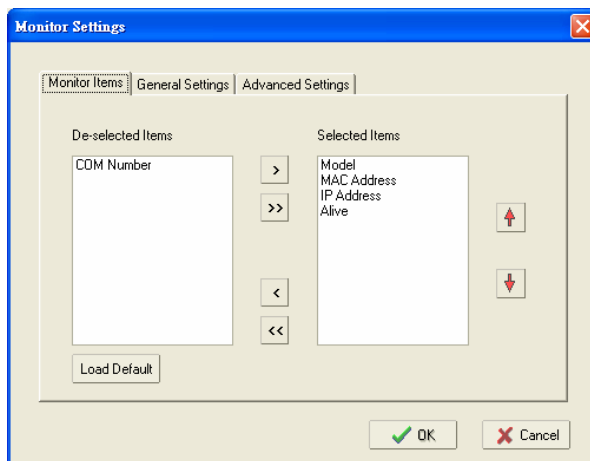 Monitor Settings
Monitor Items General Settings Advanced Settings
De-selected Items
COM Number
Selected Items
Model
MAC Address
IP Address
Alive
>
>>
<
<<
Load Default
OK Cancel